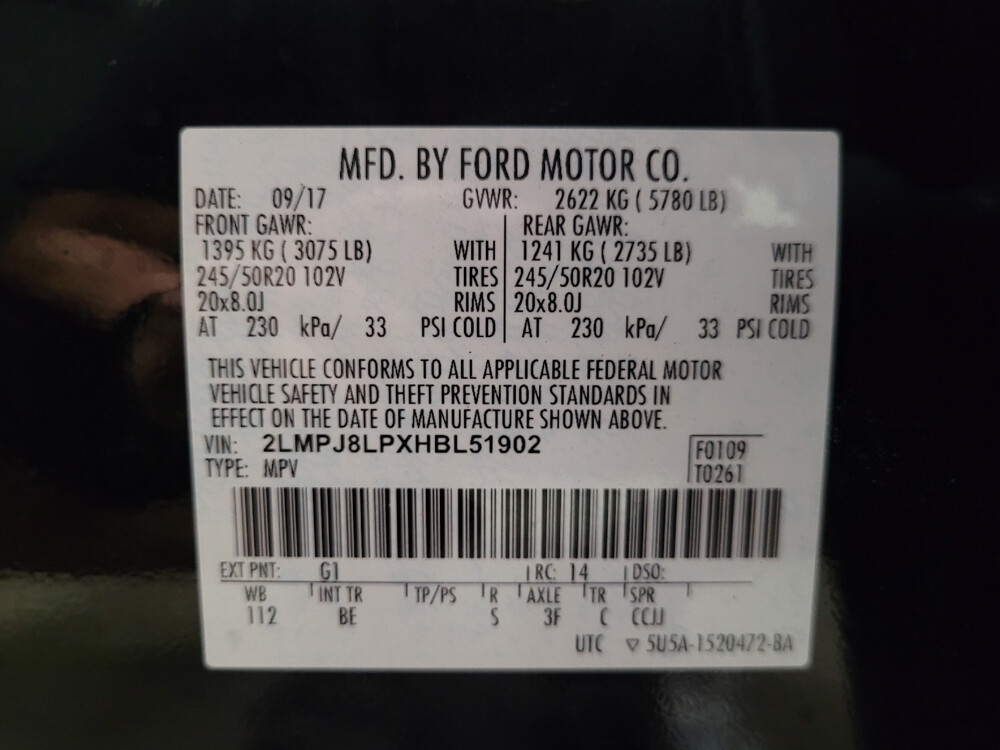 MFD. BY FORD MOTOR CO.
DATE: 09/17 GVWR: 2622 KG ( 5780 LB)
FRONT GAWR: REAR GAWR:
1395 KG ( 3075 LB) WITH 1241 KG ( 2735 LB) WITH
245/50R20 102V TIRES 245/50R20 102V TIRES
20x8.0J RIMS 20x8.0J RIMS
AT 230 kPa/ 33 PSI COLD AT 230 kPa/ 33 PSI COLD
THIS VEHICLE CONFORMS TO ALL APPLICABLE FEDERAL MOTOR
VEHICLE SAFETY AND THEFT PREVENTION STANDARDS IN
EFFECT ON THE DATE OF MANUFACTURE SHOWN ABOVE.
VIN: 2LMPJ8LPXHBL51902 F0109
TYPE: MPV T0261
EXT PNT: G1 RC: 14 DSO:
WB INT TR TP/PS R AXLE TR SPR
112 BE S 3F C CCJJ
UTC ▽ 5U5A-1520472-BA